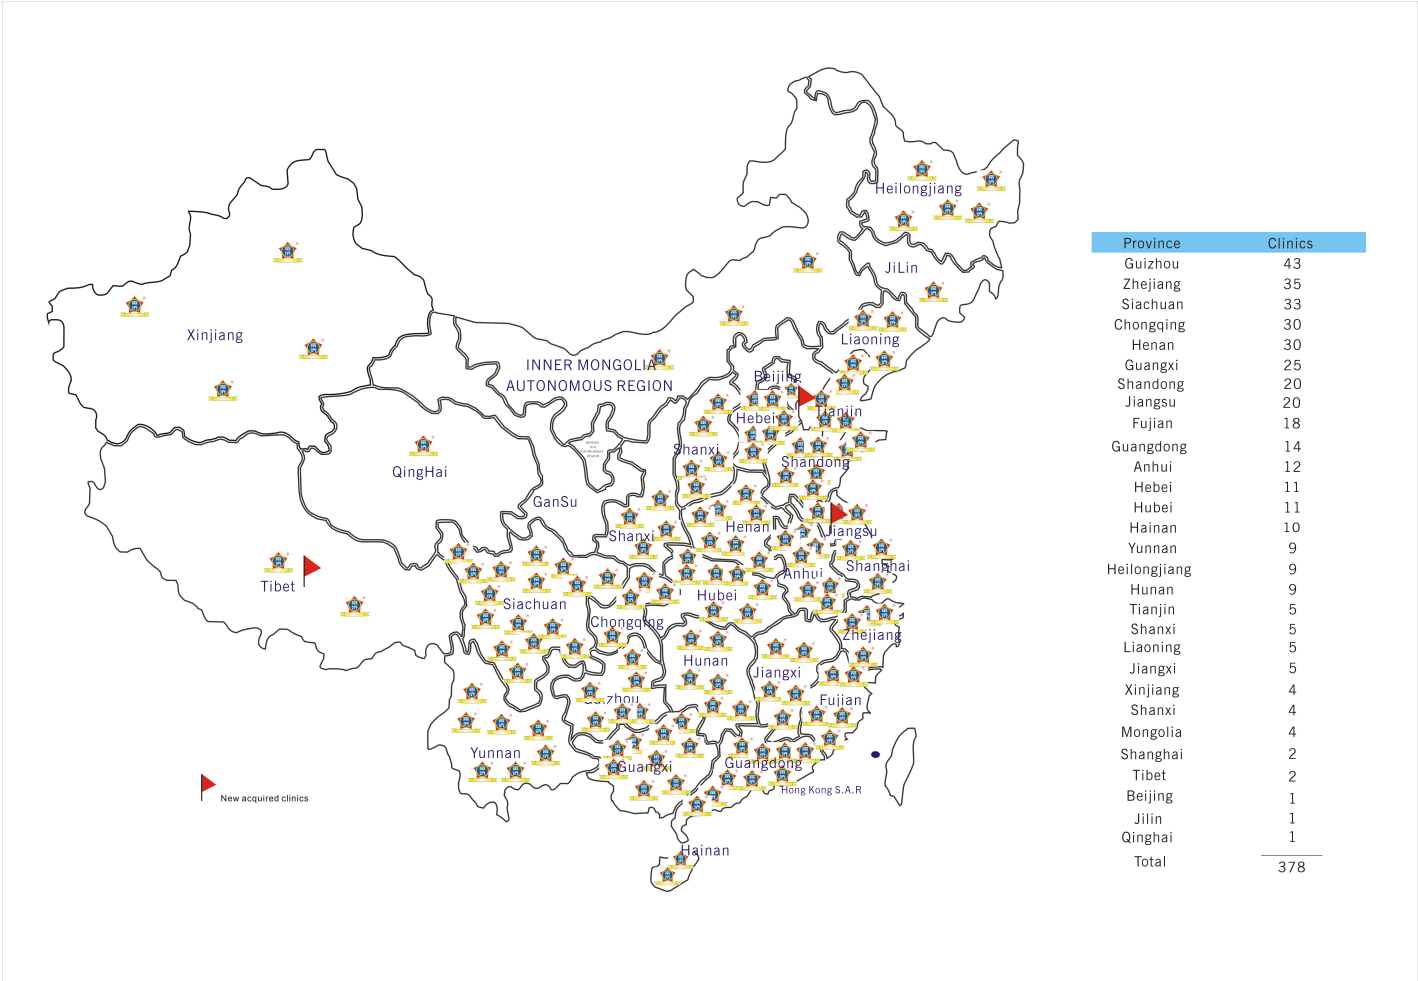 Heilongjiang
JiLin
Liaoning
Xinjiang
INNER MONGOLIA
AUTONOMOUS REGION
Beijing
Tianjin
Hebei
Shanxi
Shandong
QingHai
GanSu
Shanxi
Henan
Jiangsu
Tibet
Anhui
Shanghai
Siachuan
Hubei
Chongqing
Zhejiang
Hunan
Jiangxi
Fujian
Yunnan
Guangxi
Guangdong
Hong Kong S.A.R
Hainan
New acquired clinics
Province Clinics
Guizhou 43
Zhejiang 35
Siachuan 33
Chongqing 30
Henan 30
Guangxi 25
Shandong 20
Jiangsu 20
Fujian 18
Guangdong 14
Anhui 12
Hebei 11
Hubei 11
Hainan 10
Yunnan 9
Heilongjiang 9
Hunan 9
Tianjin 5
Shanxi 5
Liaoning 5
Jiangxi 5
Xinjiang 4
Shanxi 4
Mongolia 4
Shanghai 2
Tibet 2
Beijing 1
Jilin 1
Qinghai 1
Total 378